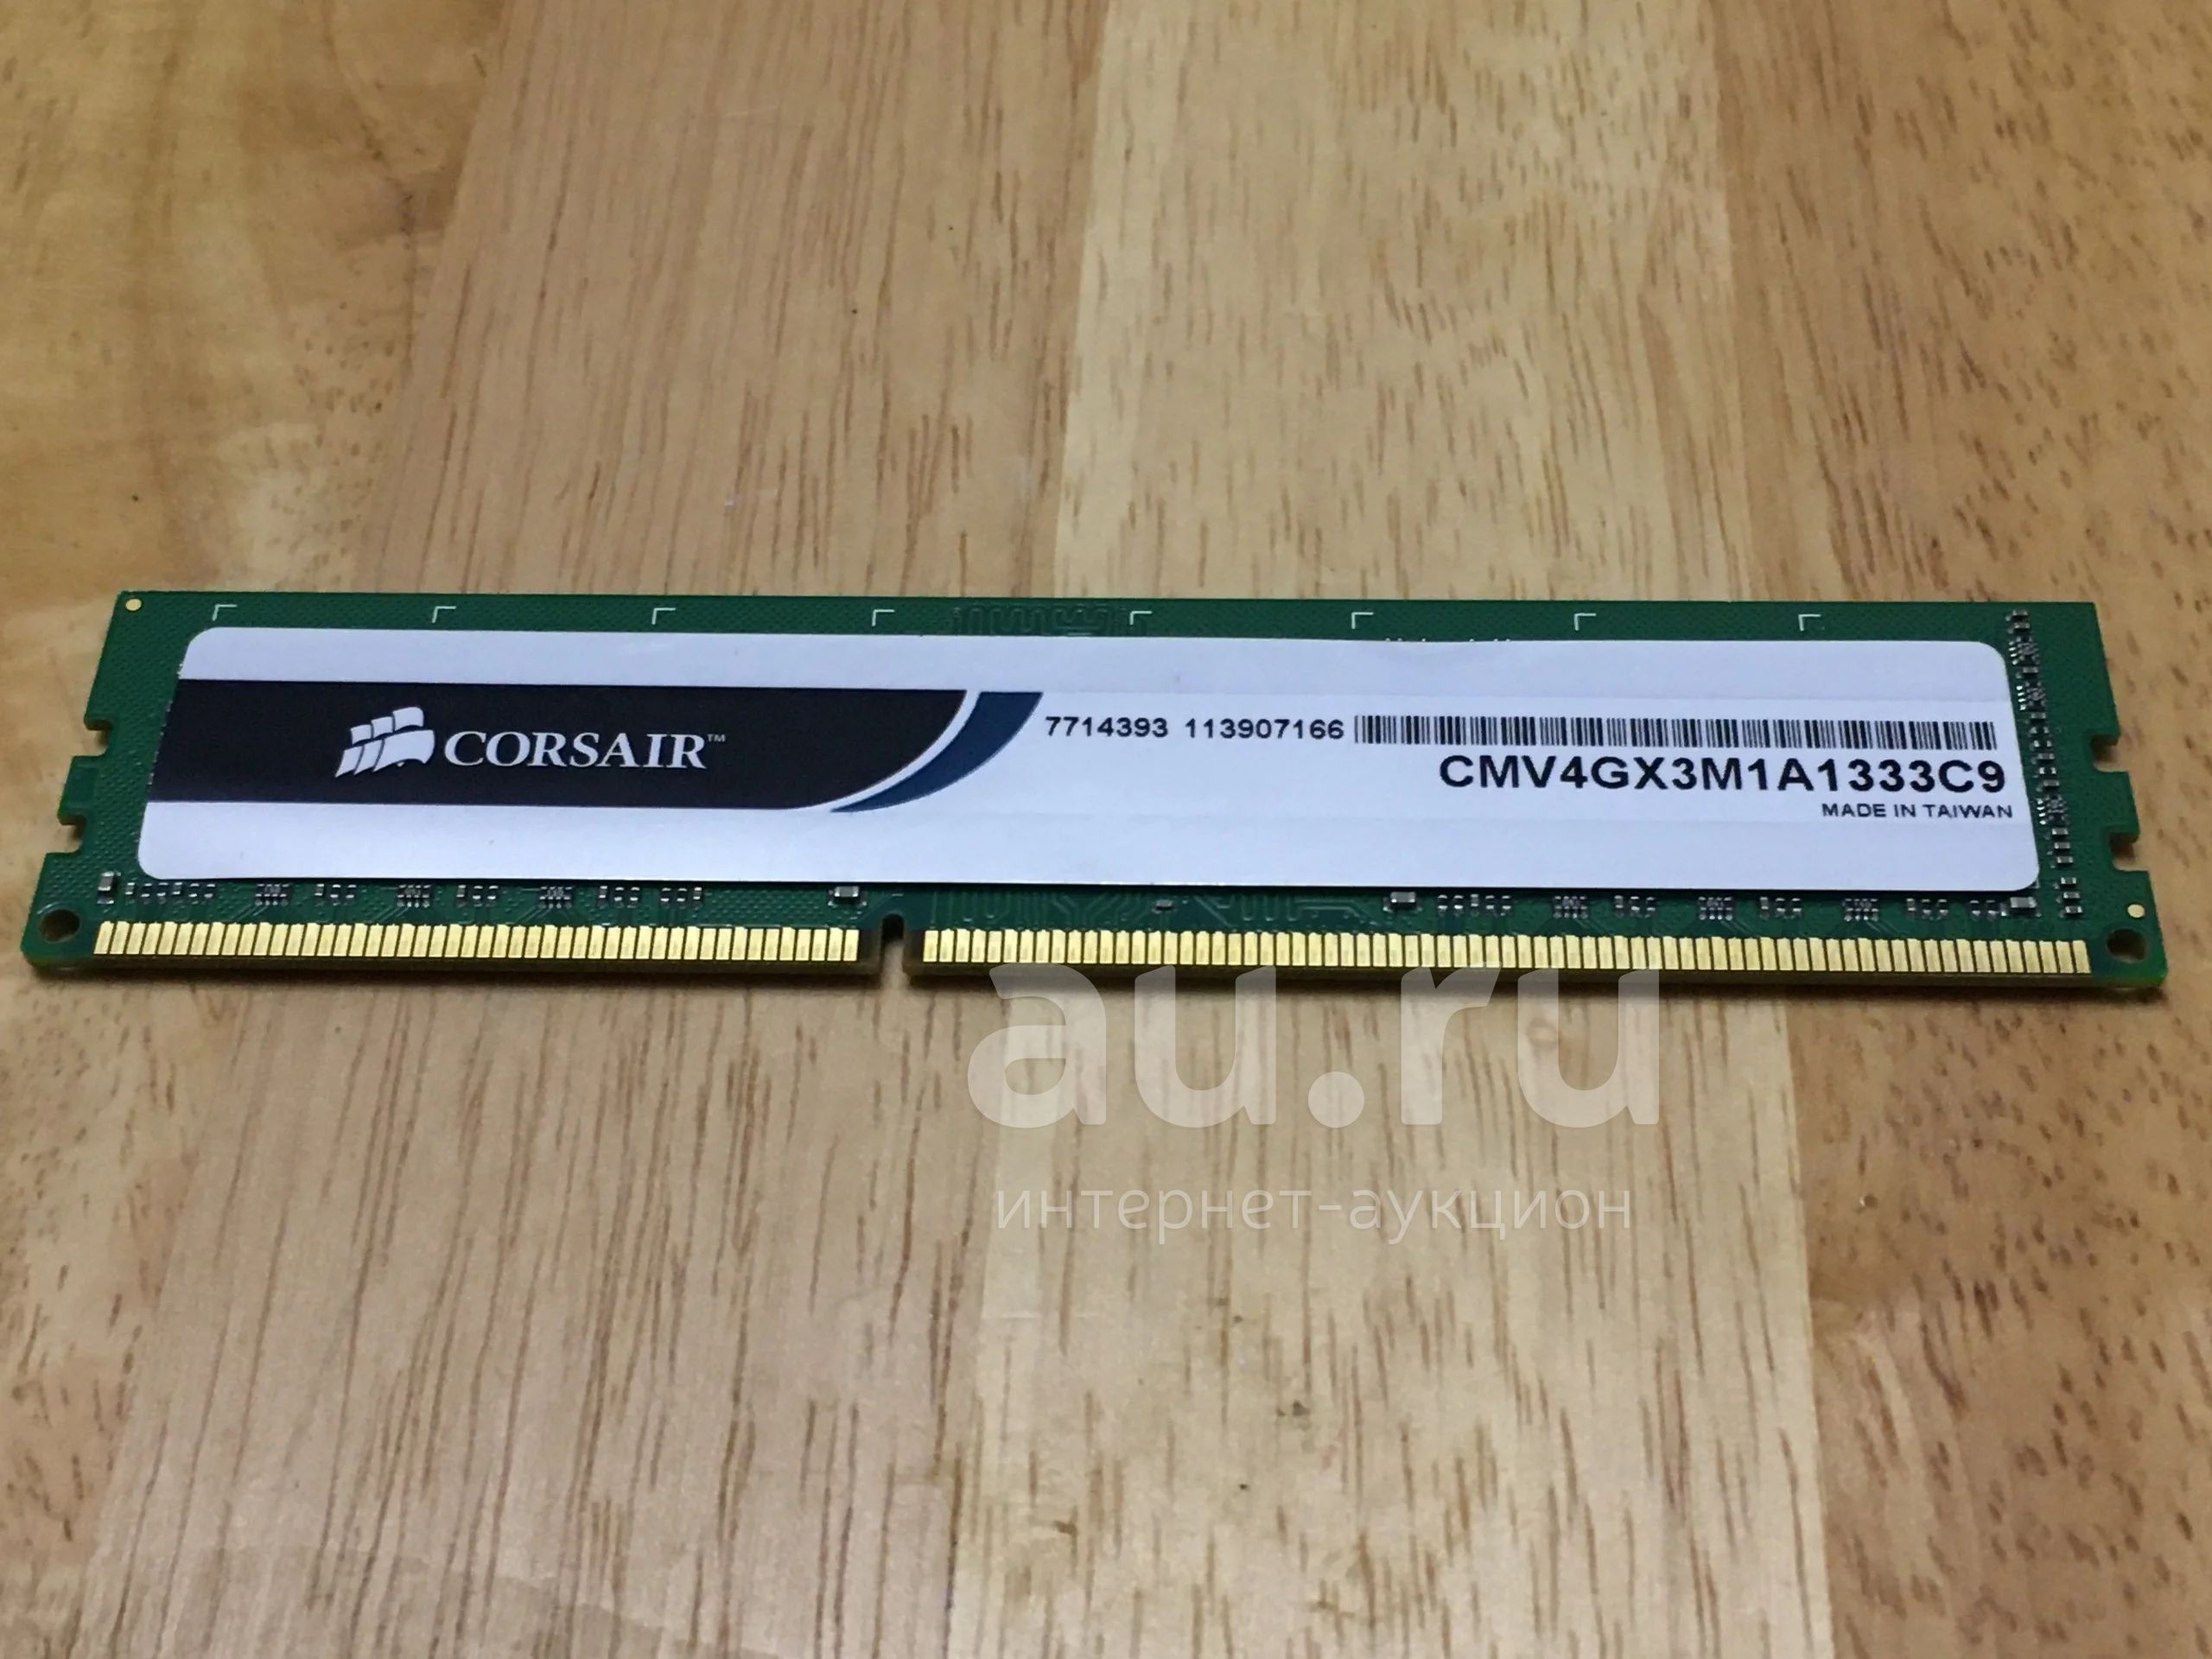 CORSAIR™
7714393 113907166
CMV4GX3M1A1333C9
MADE IN TAIWAN
au.ru
интернет-аукцион